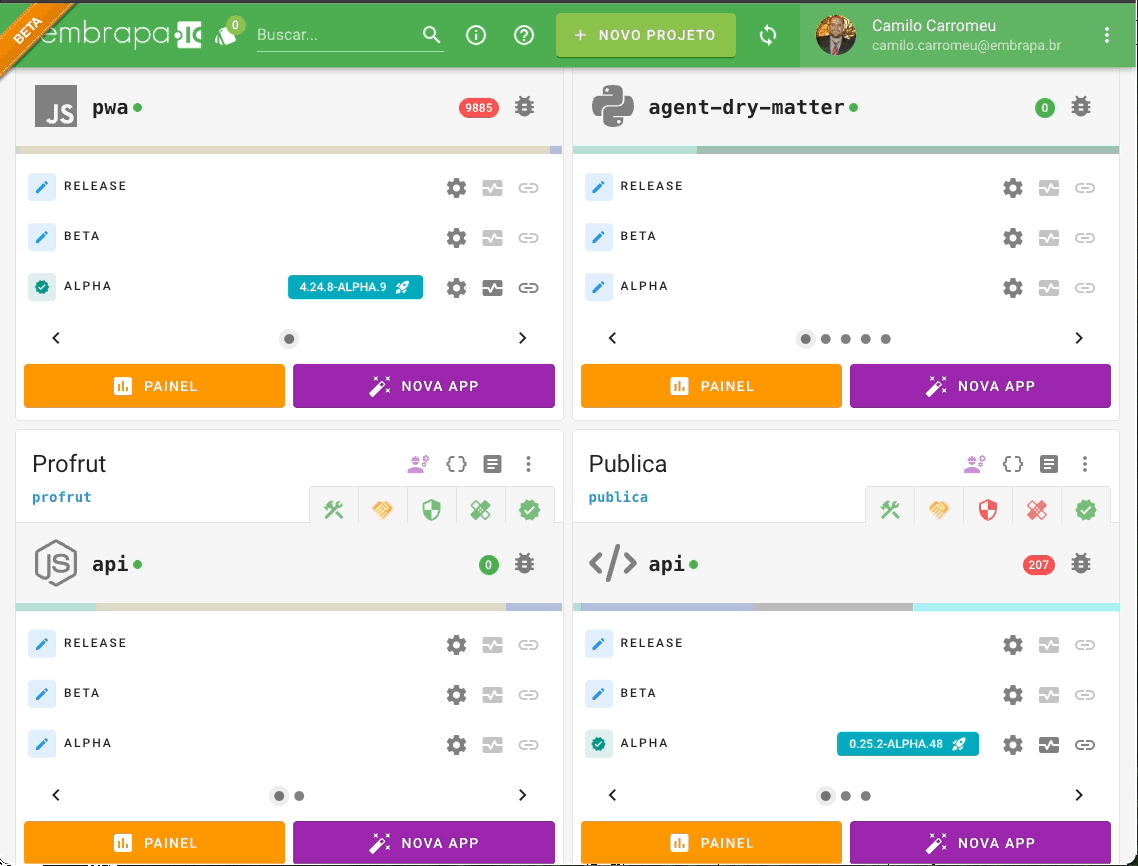 BETA
embrapa.io
0
Buscar...
+ NOVO PROJETO
Camilo Carromeu
camilo.carromeu@embrapa.br
JS
pwa
9885
RELEASE
BETA
ALPHA
4.24.8-ALPHA.9
PAINEL
NOVA APP
agent-dry-matter
0
RELEASE
BETA
ALPHA
PAINEL
NOVA APP
Profrut
profrut
JS
api
0
RELEASE
BETA
ALPHA
PAINEL
NOVA APP
Publica
publica
api
207
RELEASE
BETA
ALPHA
0.25.2-ALPHA.48
PAINEL
NOVA APP